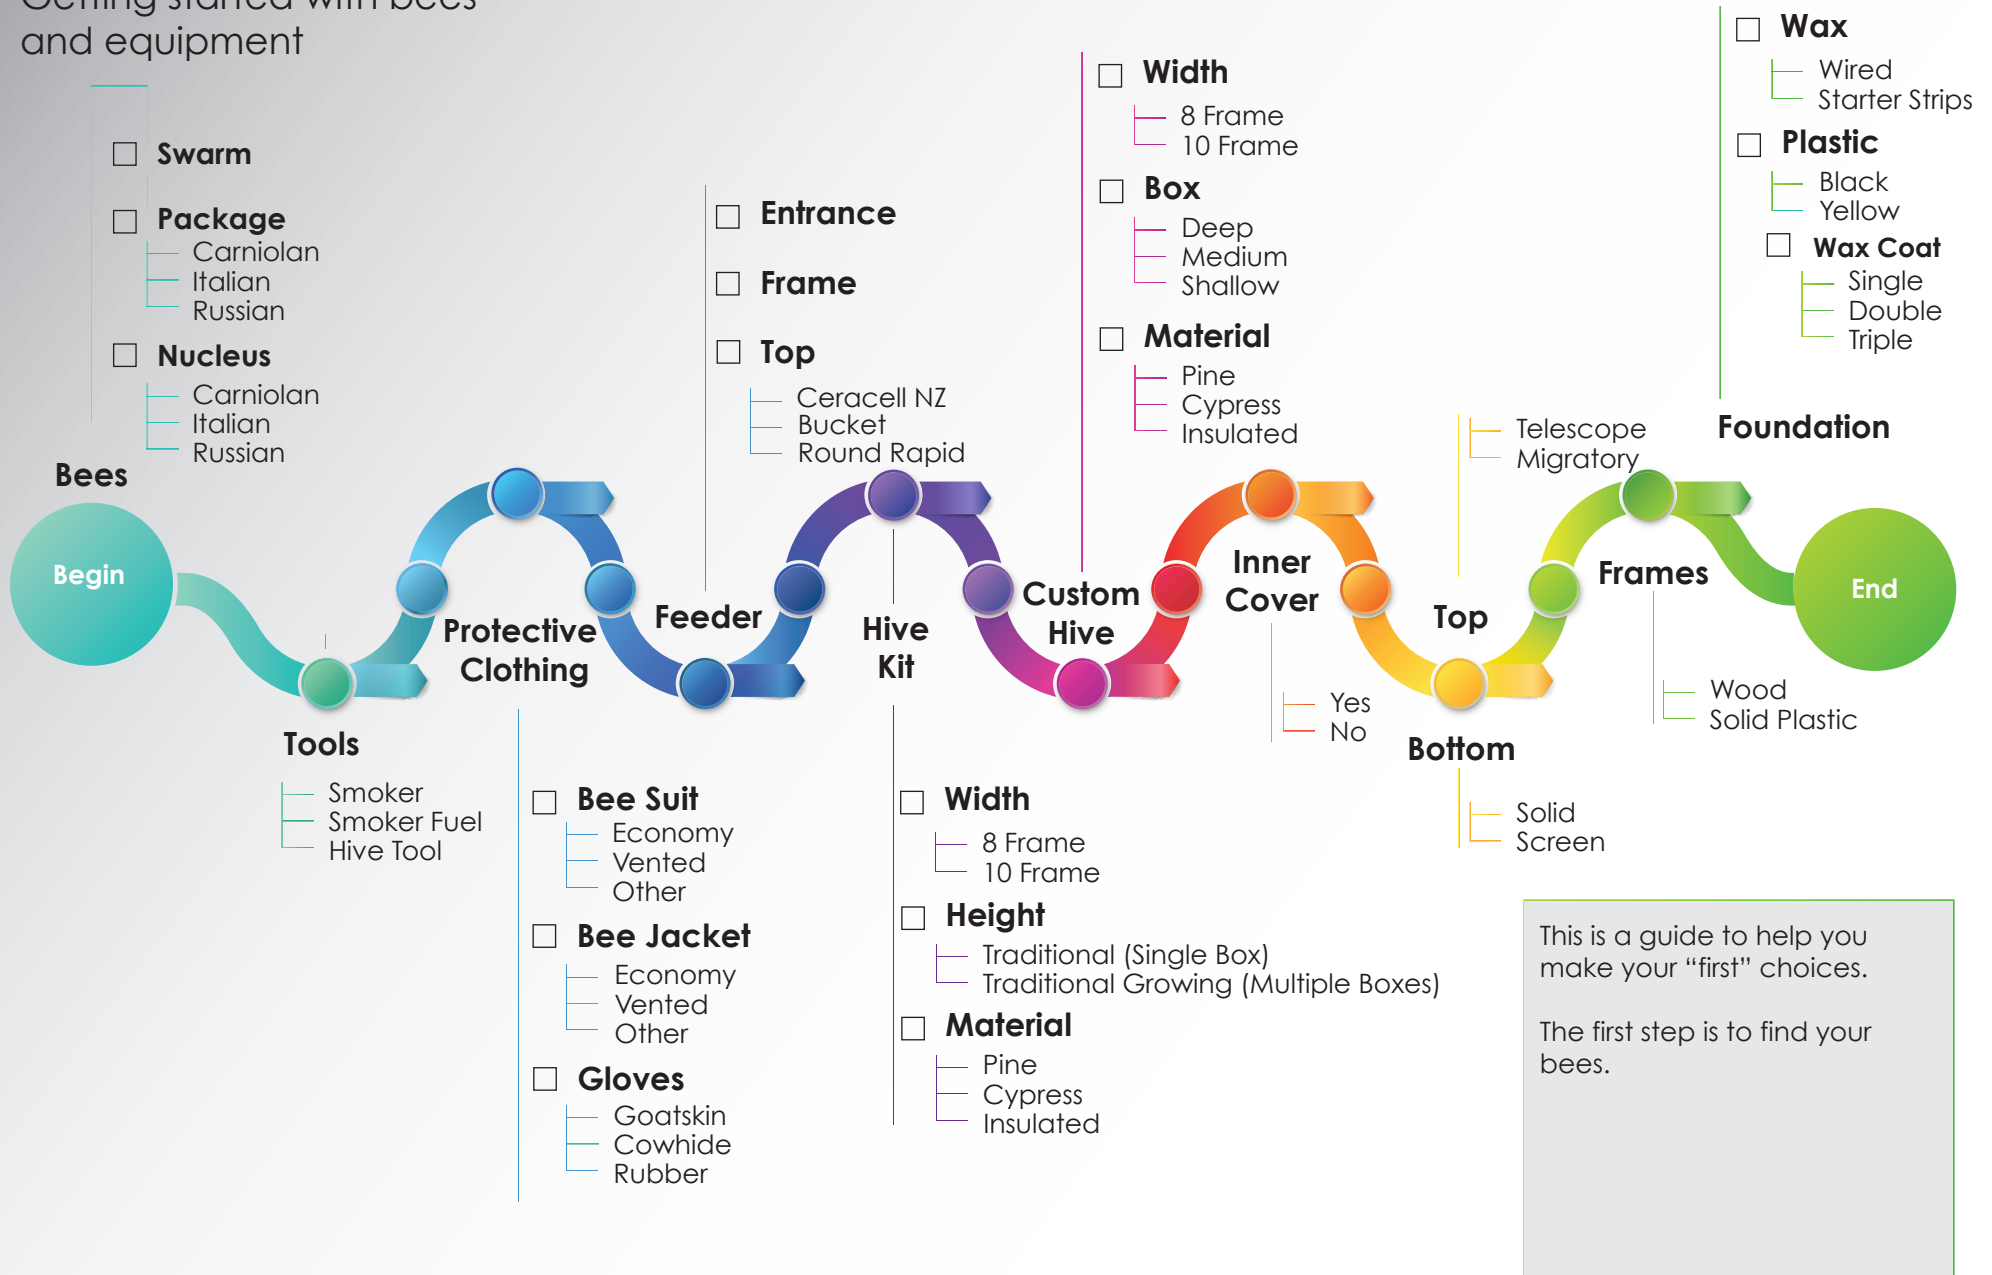 Getting started with bees
and equipment
Swarm
Package
Carniolan
Italian
Russian
Nucleus
Carniolan
Italian
Russian
Bees
Begin
Tools
Smoker
Smoker Fuel
Hive Tool
Protective
Clothing
Bee Suit
Economy
Vented
Other
Bee Jacket
Economy
Vented
Other
Gloves
Goatskin
Cowhide
Rubber
Entrance
Frame
Top
Ceracell NZ
Bucket
Round Rapid
Feeder
Hive
Kit
Width
8 Frame
10 Frame
Height
Traditional (Single Box)
Traditional Growing (Multiple Boxes)
Material
Pine
Cypress
Insulated
Width
8 Frame
10 Frame
Box
Deep
Medium
Shallow
Material
Pine
Cypress
Insulated
Custom
Hive
Inner
Cover
Yes
No
Telescope
Migratory
Top
Bottom
Solid
Screen
Frames
Wood
Solid Plastic
Wax
Wired
Starter Strips
Plastic
Black
Yellow
Wax Coat
Single
Double
Triple
Foundation
End
This is a guide to help you
make your “first” choices.
The first step is to find your
bees.